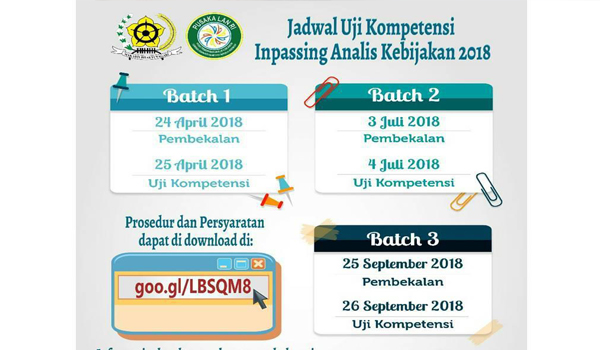 PUSAKA LAN RI
Jadwal Uji Kompetensi
Inpassing Analis Kebijakan 2018
Batch 1
24 April 2018
Pembekalan
25 April 2018
Uji Kompetensi
Batch 2
3 Juli 2018
Pembekalan
4 Juli 2018
Uji Kompetensi
Prosedur dan Persyaratan
dapat di download di:
goo.gl/LBSQM8
Batch 3
25 September 2018
Pembekalan
26 September 2018
Uji Kompetensi